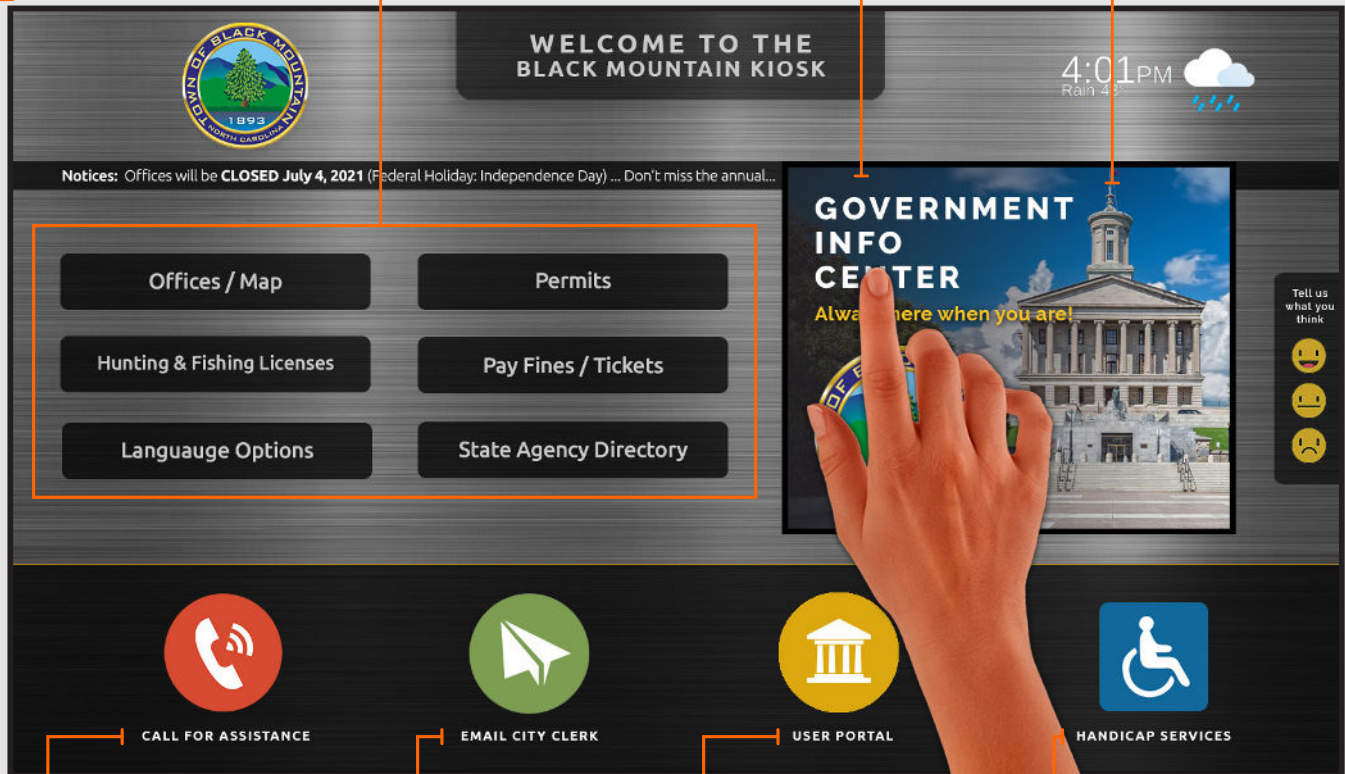 TOWN OF BLACK MOUNTAIN
1893
NORTH CAROLINA
WELCOME TO THE
BLACK MOUNTAIN KIOSK
4:01PM
Rain
Notices: Offices will be CLOSED July 4, 2021 (Federal Holiday: Independence Day) ... Don't miss the annual...
Offices / Map
Permits
Hunting & Fishing Licenses
Pay Fines / Tickets
Languauge Options
State Agency Directory
GOVERNMENT
INFO
CENTER
here when you are!
OF
Tell us
what you
think
CALL FOR ASSISTANCE
EMAIL CITY CLERK
USER PORTAL
HANDICAP SERVICES